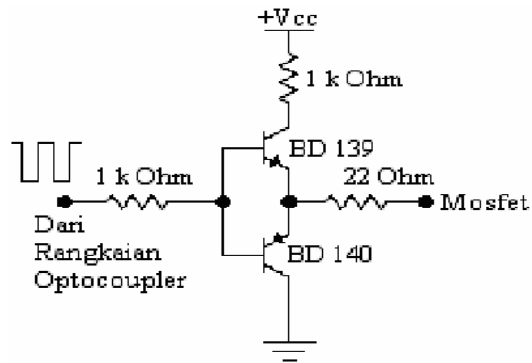 +Vcc
1 k Ohm
BD 139
1 k Ohm
22 Ohm
Mosfet
Dari
Rangkaian
Optocoupler
BD 140